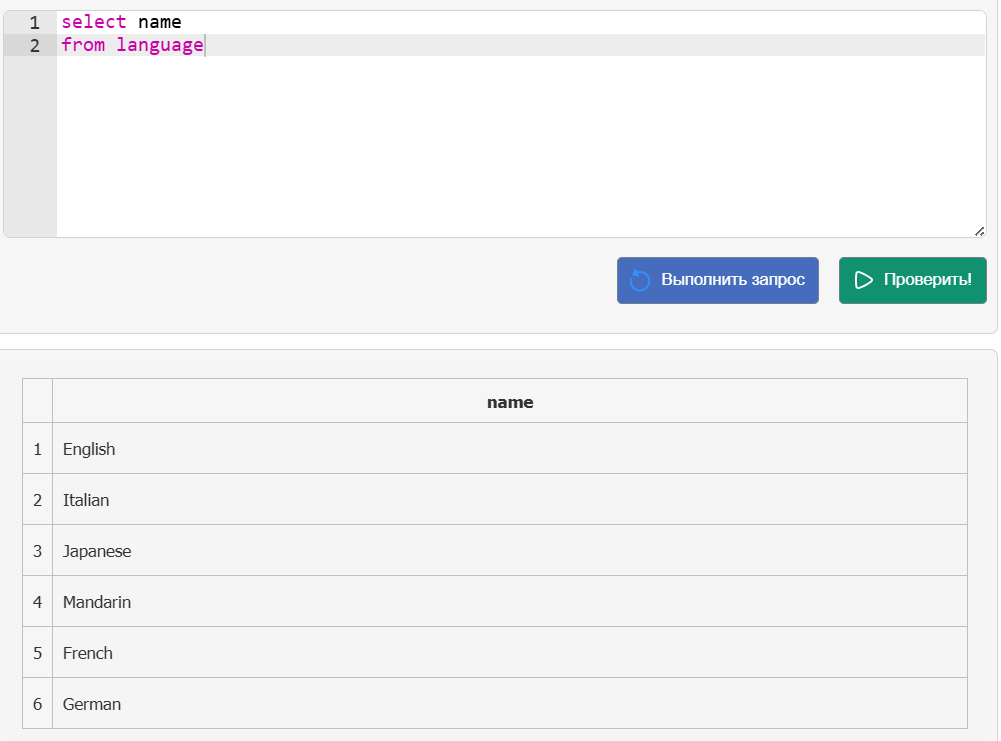 1 select name
2 from language
Выполнить запрос Проверить!
name
1 English
2 Italian
3 Japanese
4 Mandarin
5 French
6 German